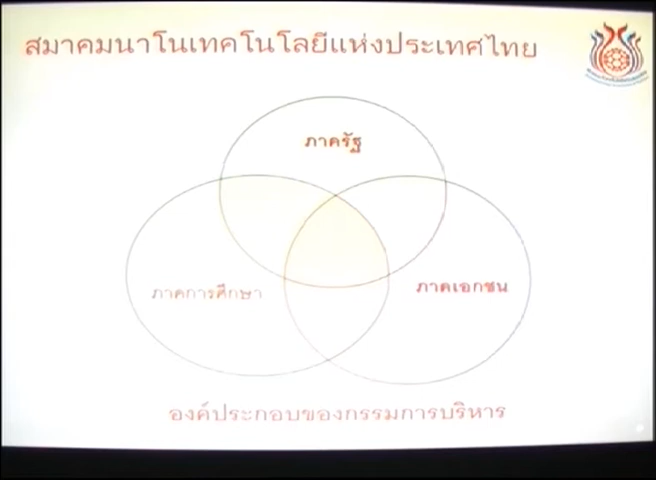 สมาคมนาโนเทคโนโลยีแห่งประเทศไทย
ภาครัฐ
ภาคการศึกษา
ภาคเอกชน
องค์ประกอบของกรรมการบริหาร